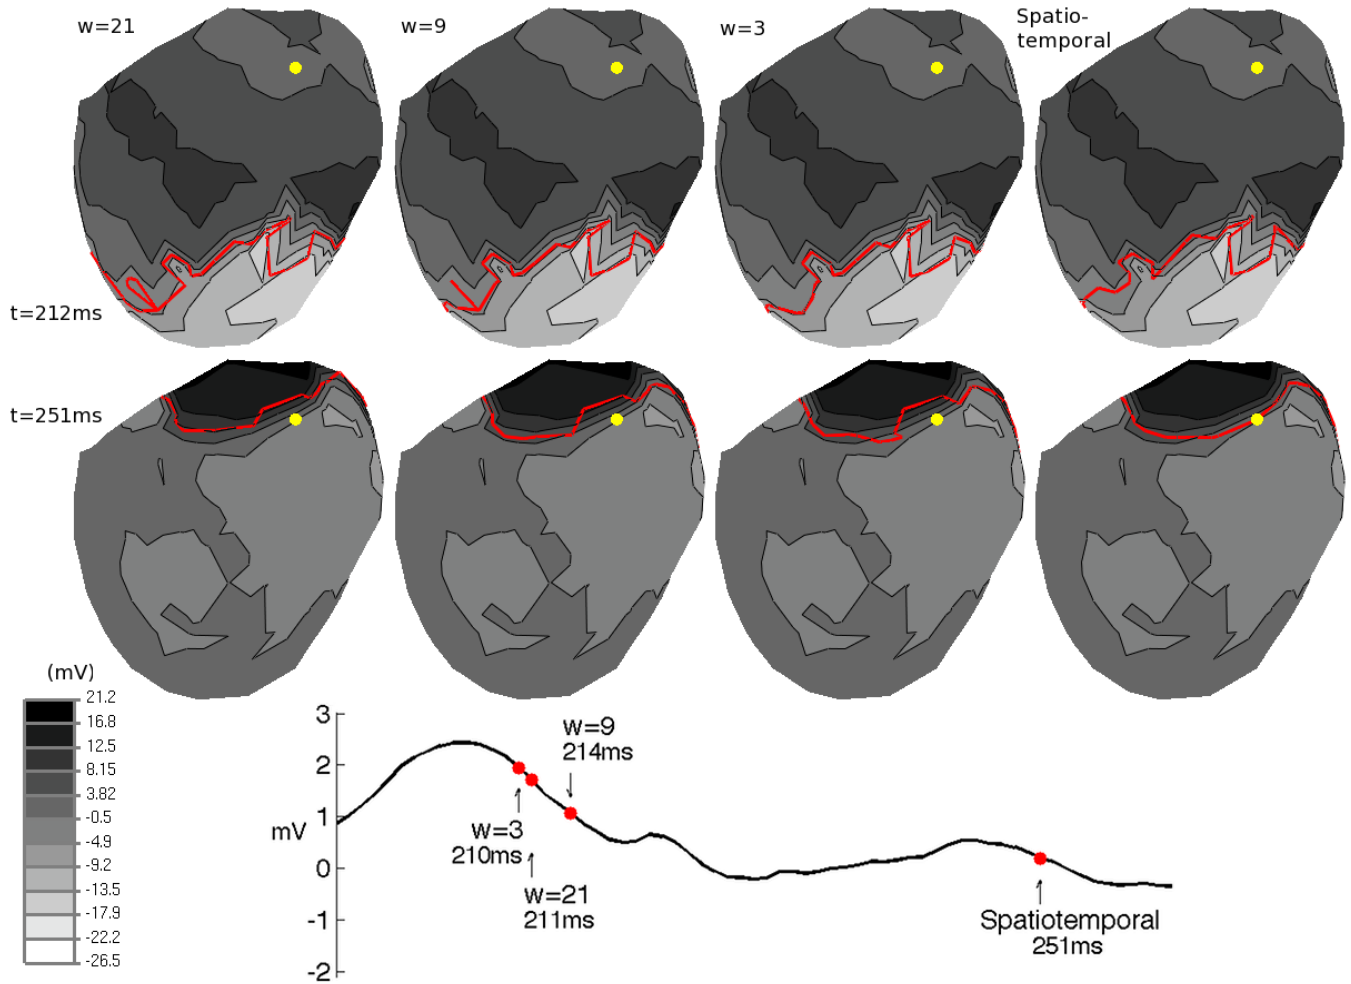 w=21
w=9
w=3
Spatio-
temporal
t=212ms
t=251ms
(mV)
21.2
16.8
12.5
8.15
3.82
-0.5
-4.9
-9.2
-13.5
-17.9
-22.2
-26.5
3
2
1
0
-1
-2
mV
w=9
214ms
w=3
210ms
w=21
211ms
Spatiotemporal
251ms